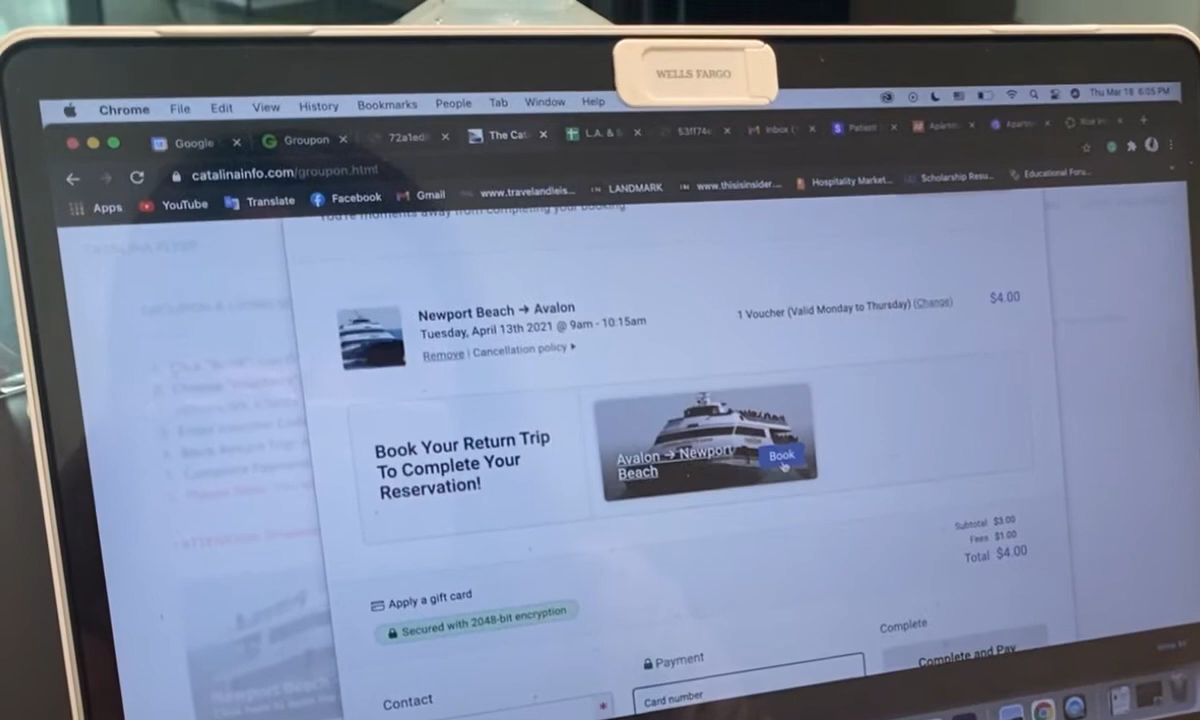 WELLS FARGO
Chrome File Edit View History Bookmarks People Tab Window Help Thu Mar 18 6:05 PM
Google Groupon 72a1ed The Cat L.A. & S 53f74 Inbox Patient
catalinainfo.com/groupon.html
Apps YouTube Translate Facebook Gmail www.travelandleis... LANDMARK www.thisisinsider.... Hospitality Market... Scholarship Resu... Educational Foru...
You're moments away from completing your booking
Newport Beach → Avalon
Tuesday, April 13th 2021 @ 9am - 10:15am
Remove | Cancellation policy
1 Voucher (Valid Monday to Thursday) (Change) $4.00
Book Your Return Trip
To Complete Your
Reservation!
Avalon → Newport
Beach
Book
Subtotal $3.00
Fees $1.00
Total $4.00
Apply a gift card
Secured with 2048-bit encryption
Contact
Payment
Card number
Complete
Complete and Pay